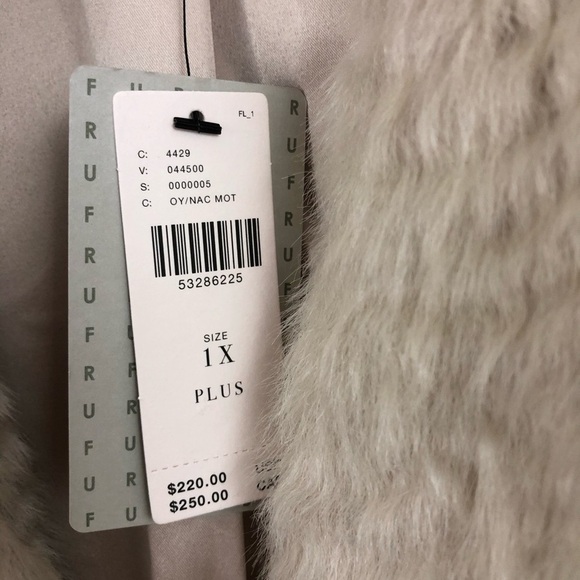 F U R
R
U
F
R
U
F
R
U
F
FL_1
C: 4429
V: 044500
S: 0000005
C: OY/NAC MOT
53286225
SIZE
1X
PLUS
$220.00
$250.00
R
U
F
R
U
F